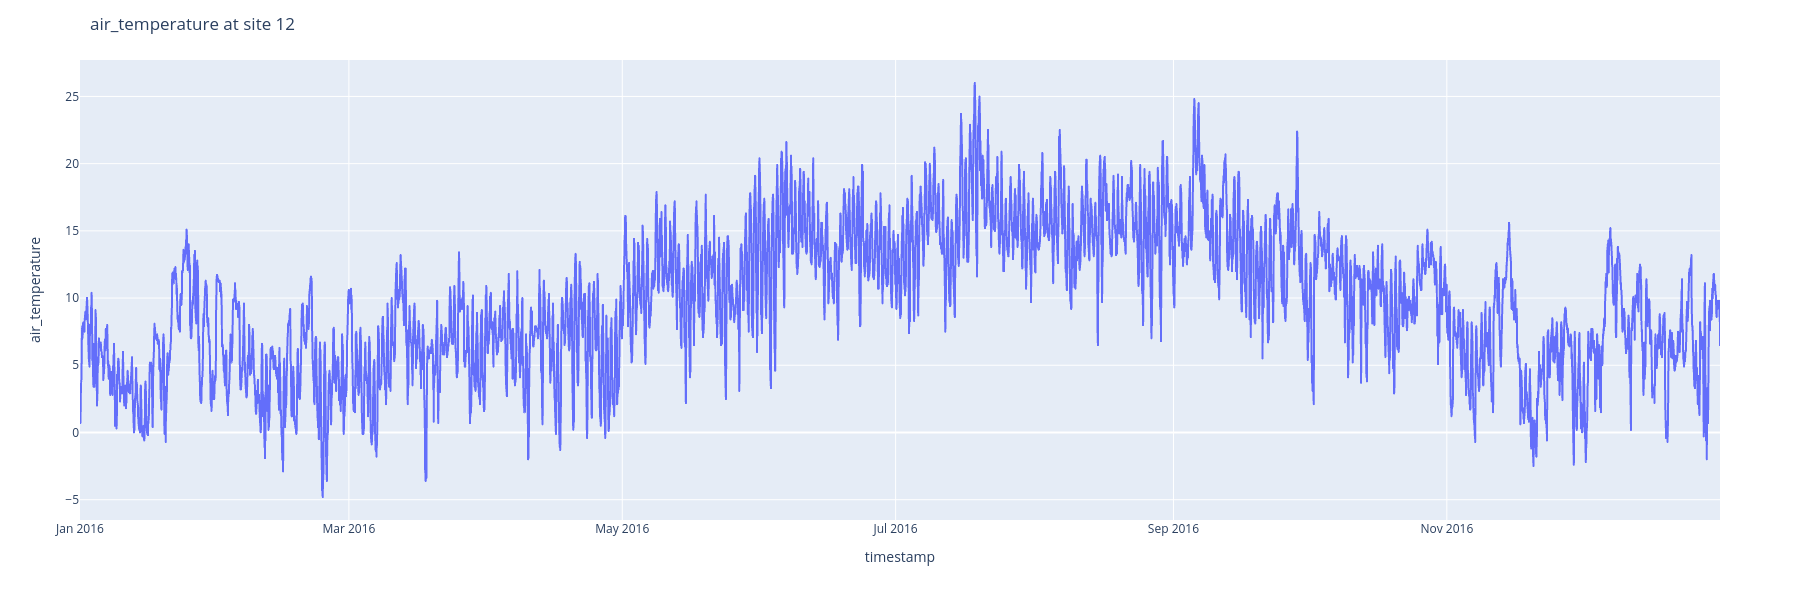 air_temperature at site 12
air_temperature
25
20
15
10
5
0
−5
Jan 2016
Mar 2016
May 2016
Jul 2016
Sep 2016
Nov 2016
timestamp